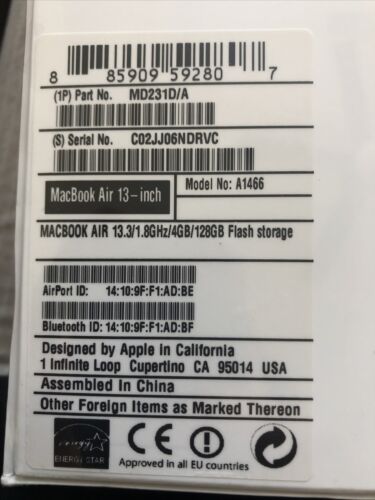 8 85909 59280 7
(1P) Part No. MD231D/A
(S) Serial No. C02JJ06NDRVC
MacBook Air 13-inch
Model No: A1466
MACBOOK AIR 13.3/1.8GHz/4GB/128GB Flash storage
AirPort ID: 14:10:9F:F1:AD:BE
Bluetooth ID: 14:10:9F:F1:AD:BF
Designed by Apple in California
1 Infinite Loop Cupertino CA 95014 USA
Assembled In China
Other Foreign Items as Marked Thereon
energy
ENERGY STAR
CE
Approved in all EU countries